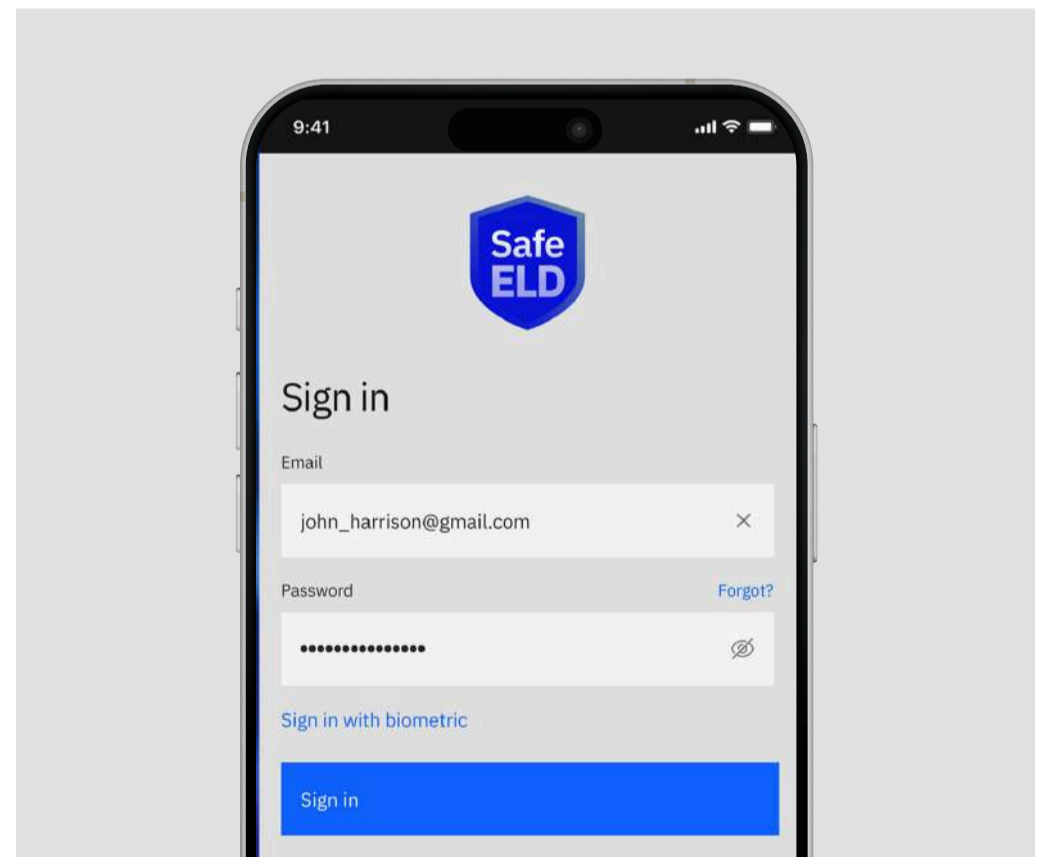 9:41
Safe
ELD
Sign in
Email
john_harrison@gmail.com
Password
Forgot?
•••••••••••••••
Sign in with biometric
Sign in